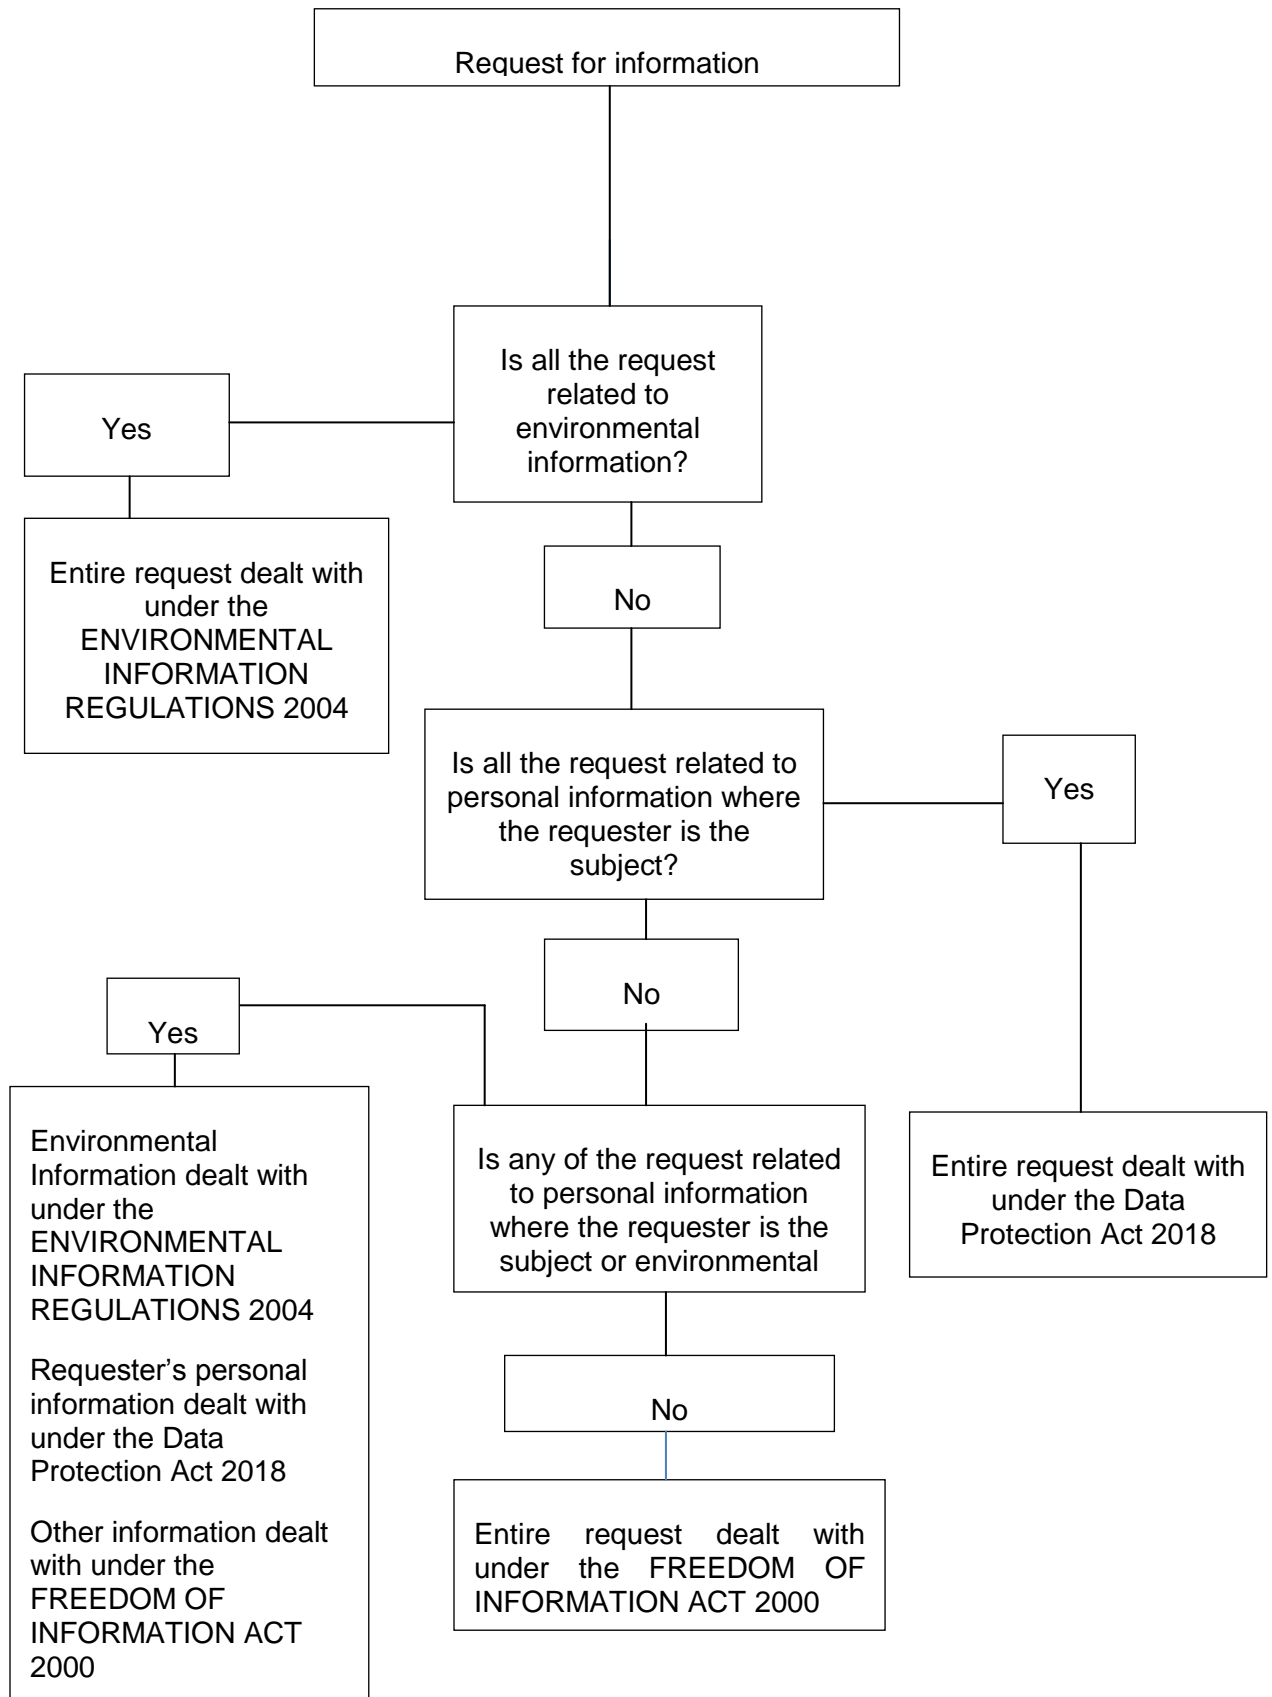 Request for information
Is all the request
related to
environmental
information?
Yes
Entire request dealt with
under the
ENVIRONMENTAL
INFORMATION
REGULATIONS 2004
No
Is all the request related to
personal information where
the requester is the
subject?
Yes
No
Yes
Environmental
Information dealt with
under the
ENVIRONMENTAL
INFORMATION
REGULATIONS 2004
Requester’s personal
information dealt with
under the Data
Protection Act 2018
Other information dealt
with under the
FREEDOM OF
INFORMATION ACT
2000
Is any of the request related
to personal information
where the requester is the
subject or environmental
Entire request dealt with
under the Data
Protection Act 2018
No
Entire request dealt with
under the FREEDOM OF
INFORMATION ACT 2000